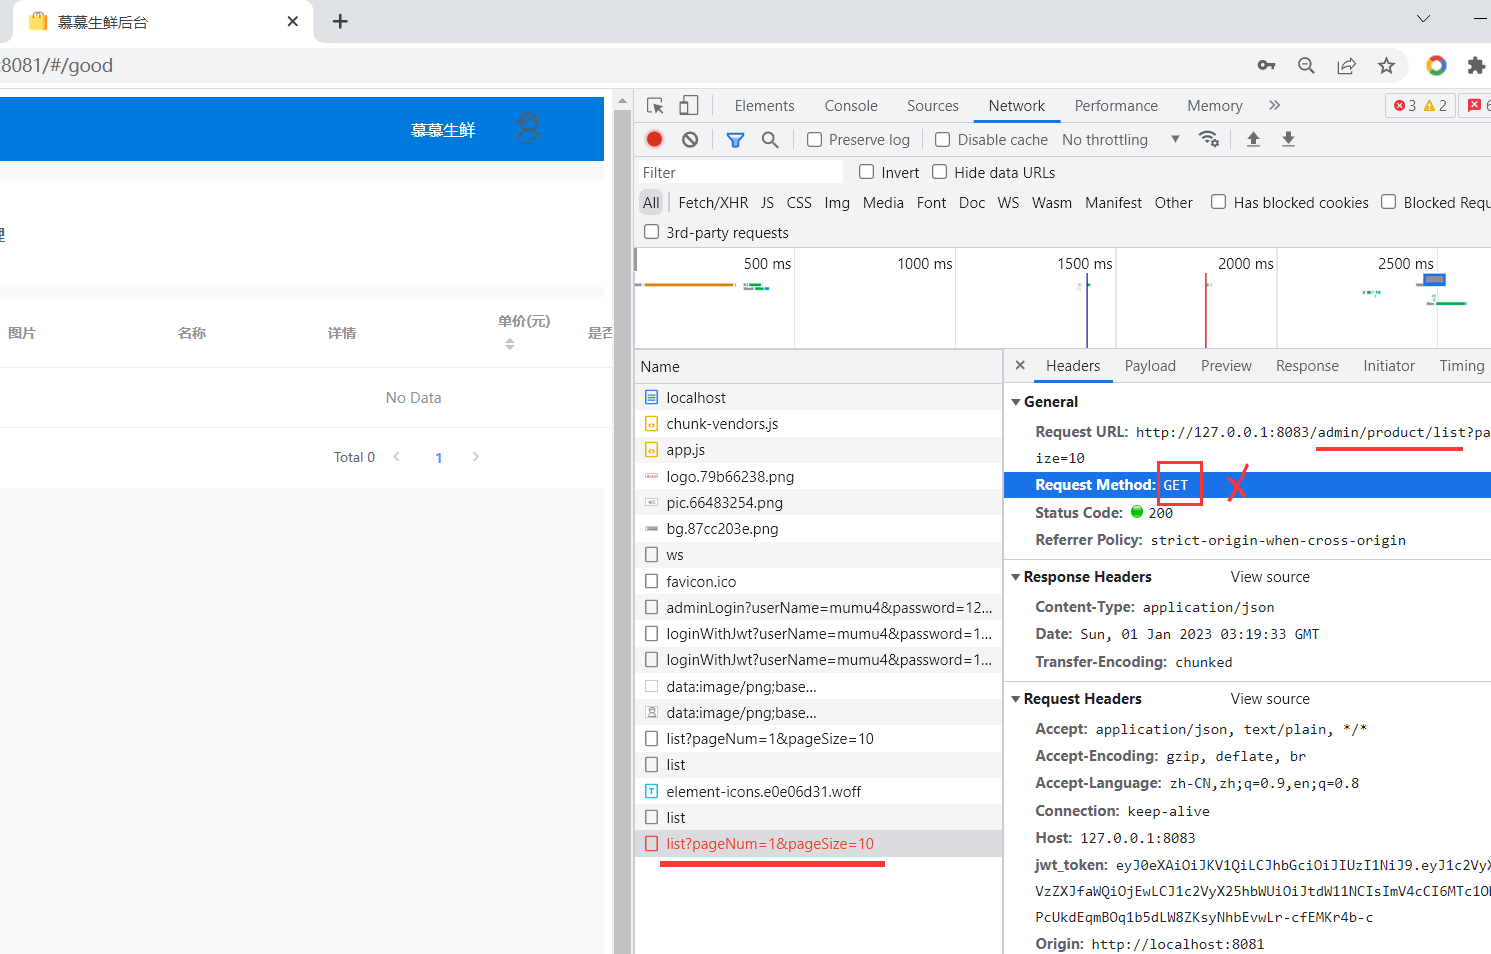 慕慕生鲜后台
8081/#/good
慕慕生鲜
理
图片 名称 详情 单价(元) 是否
No Data
Total 0 1
Elements Console Sources Network Performance Memory 3 2 6
Preserve log Disable cache No throttling
Filter Invert Hide data URLs
All Fetch/XHR JS CSS Img Media Font Doc WS Wasm Manifest Other Has blocked cookies Blocked Requ
3rd-party requests
500 ms 1000 ms 1500 ms 2000 ms 2500 ms
Name
localhost
chunk-vendors.js
app.js
logo.79b66238.png
pic.66483254.png
bg.87cc203e.png
ws
favicon.ico
adminLogin?userName=mumu4&password=12...
loginWithJwt?userName=mumu4&password=1...
loginWithJwt?userName=mumu4&password=1...
data:image/png;base...
data:image/png;base...
list?pageNum=1&pageSize=10
list
element-icons.e0e06d31.woff
list
list?pageNum=1&pageSize=10
Headers Payload Preview Response Initiator Timing
General
Request URL: http://127.0.0.1:8083/admin/product/list?pa
ize=10
Request Method: GET X
Status Code: 200
Referrer Policy: strict-origin-when-cross-origin
Response Headers View source
Content-Type: application/json
Date: Sun, 01 Jan 2023 03:19:33 GMT
Transfer-Encoding: chunked
Request Headers View source
Accept: application/json, text/plain, */*
Accept-Encoding: gzip, deflate, br
Accept-Language: zh-CN,zh;q=0.9,en;q=0.8
Connection: keep-alive
Host: 127.0.0.1:8083
jwt_token: eyJ0eXAiOiJKV1QiLCJhbGciOiJIUzI1NiJ9.eyJ1c2VyX
VzZXJfaWQiOjEwLCJ1c2VyX25hbWUiOiJtdW11NCIsImV4cCI6MTc1OD
PcUkdEqmBOq1b5dLW8ZKsyNhbEvwLr-cfEMKr4b-c
Origin: http://localhost:8081